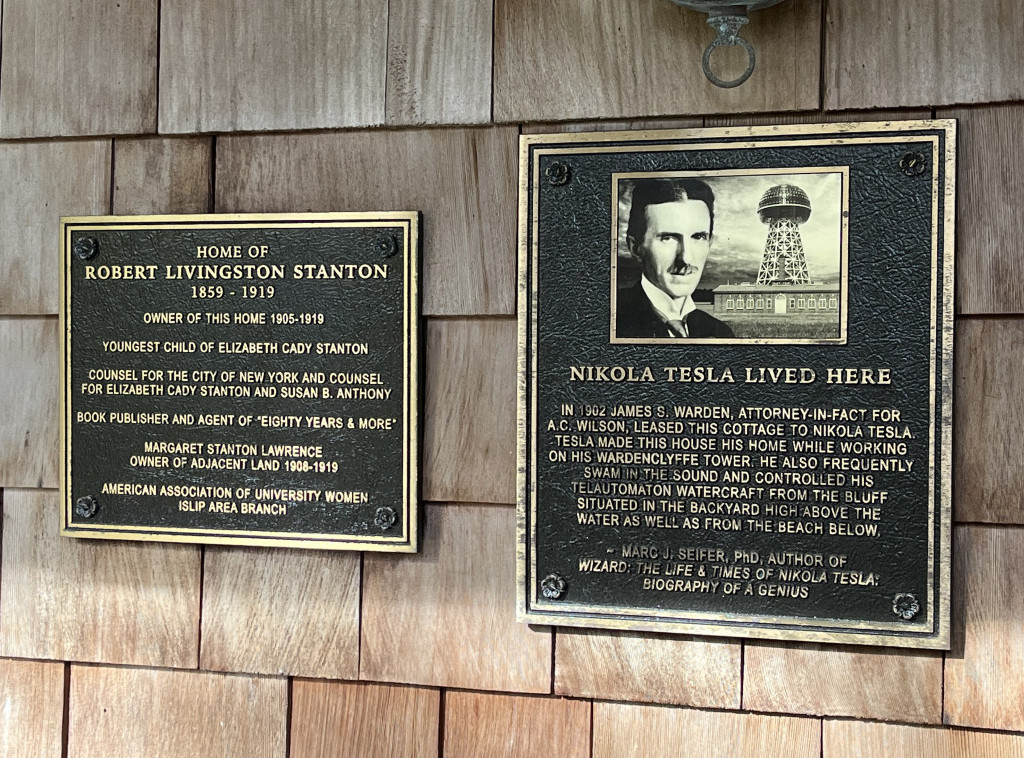 HOME OF
ROBERT LIVINGSTON STANTON
1859 - 1919
OWNER OF THIS HOME 1905-1919
YOUNGEST CHILD OF ELIZABETH CADY STANTON
COUNSEL FOR THE CITY OF NEW YORK AND COUNSEL
FOR ELIZABETH CADY STANTON AND SUSAN B. ANTHONY
BOOK PUBLISHER AND AGENT OF "EIGHTY YEARS & MORE"
MARGARET STANTON LAWRENCE
OWNER OF ADJACENT LAND 1908-1919
AMERICAN ASSOCIATION OF UNIVERSITY WOMEN
ISLIP AREA BRANCH
NIKOLA TESLA LIVED HERE
IN 1902 JAMES S. WARDEN, ATTORNEY-IN-FACT FOR
A.C. WILSON, LEASED THIS COTTAGE TO NIKOLA TESLA.
TESLA MADE THIS HOUSE HIS HOME WHILE WORKING
ON HIS WARDENCLYFFE TOWER. HE ALSO FREQUENTLY
SWAM IN THE SOUND AND CONTROLLED HIS
TELAUTOMATON WATERCRAFT FROM THE BLUFF
SITUATED IN THE BACKYARD HIGH ABOVE THE
WATER AS WELL AS FROM THE BEACH BELOW.
~ MARC J. SEIFER, PhD, AUTHOR OF
WIZARD: THE LIFE & TIMES OF NIKOLA TESLA:
BIOGRAPHY OF A GENIUS